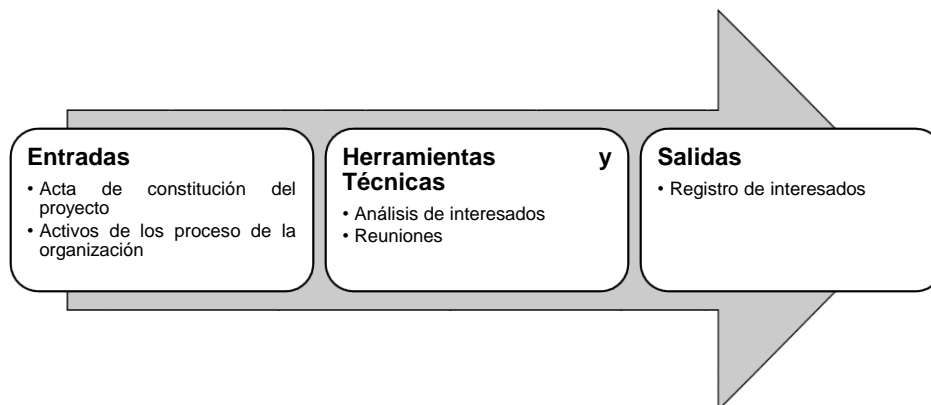 Entradas
• Acta de constitución del
proyecto
• Activos de los proceso de la
organización
Herramientas y
Técnicas
• Análisis de interesados
• Reuniones
Salidas
• Registro de interesados